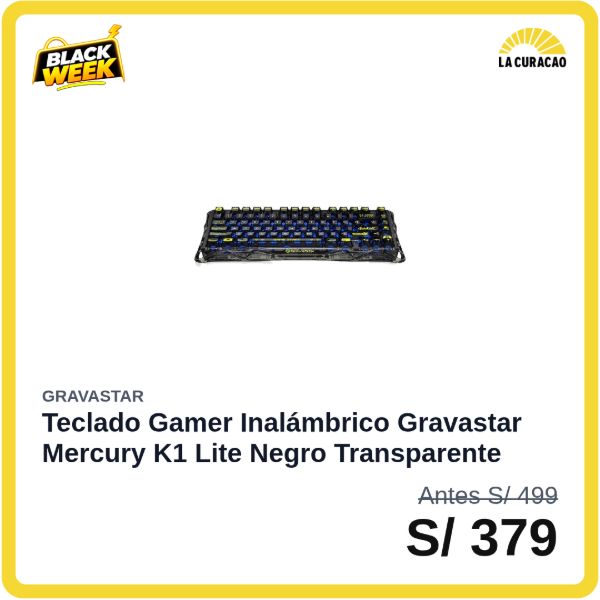 BLACK
WEEK
LA CURACAO
GRAVASTAR
Teclado Gamer Inalámbrico Gravastar
Mercury K1 Lite Negro Transparente
Antes S/ 499
S/ 379